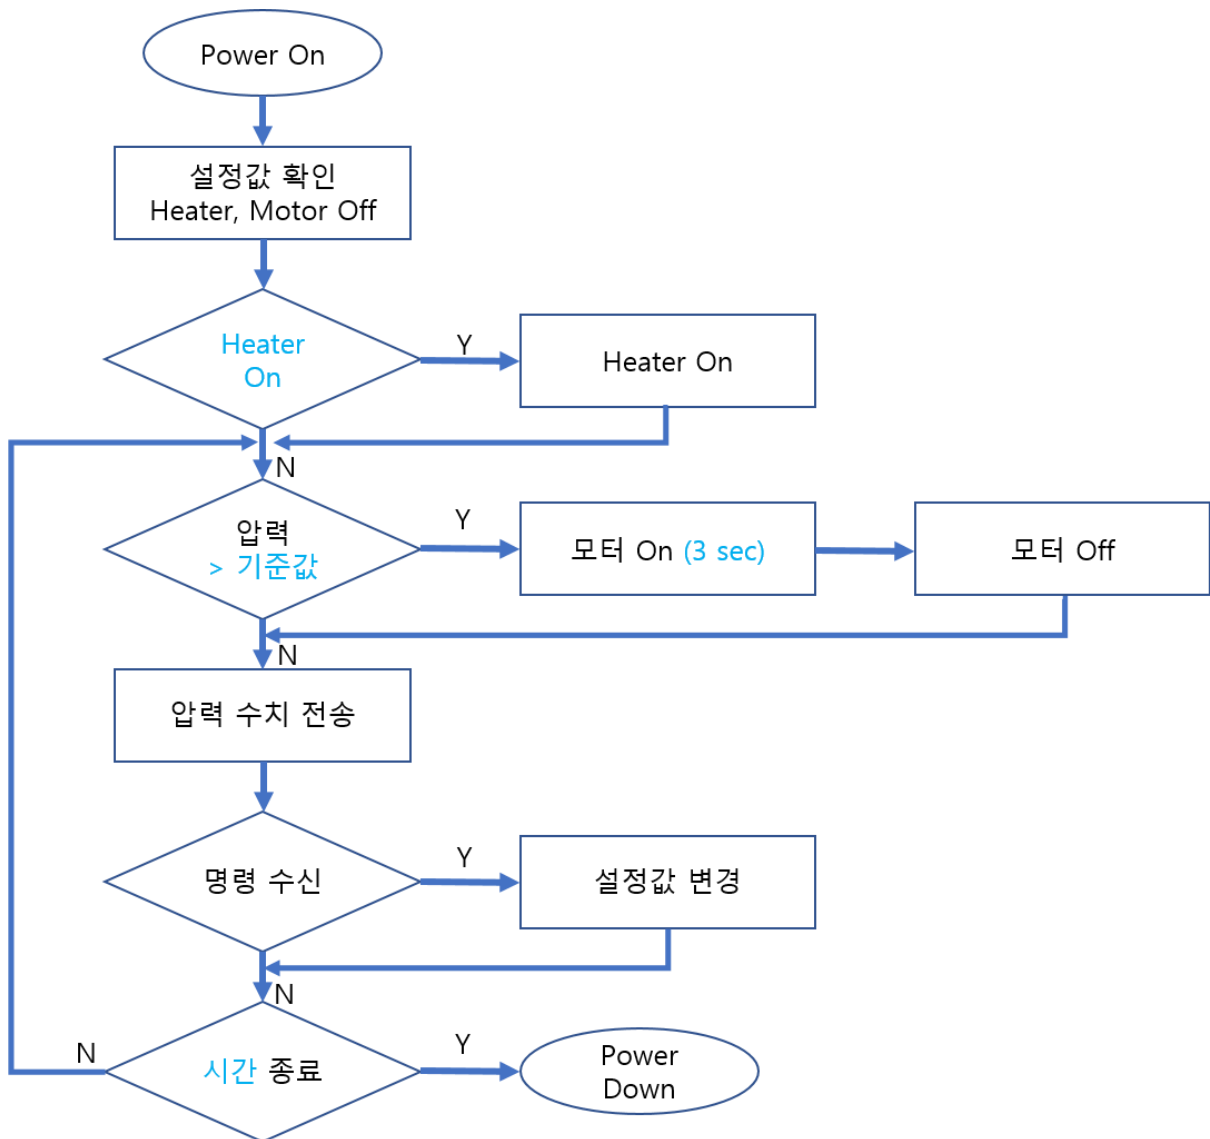 Power On
설정값 확인
Heater, Motor Off
Heater
On
Y
Heater On
N
압력
> 기준값
Y
모터 On (3 sec)
모터 Off
N
압력 수치 전송
명령 수신
Y
설정값 변경
N
시간 종료
N
Y
Power
Down